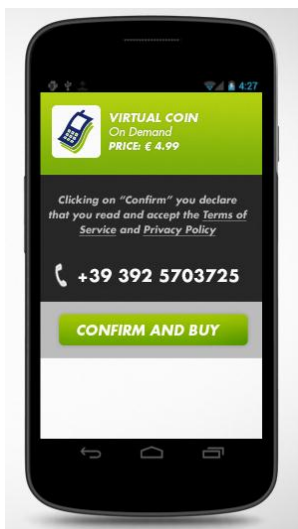 4:27
VIRTUAL COIN
On Demand
PRICE: € 4.99
Clicking on "Confirm" you declare
that you read and accept the Terms of
Service and Privacy Policy
+39 392 5703725
CONFIRM AND BUY